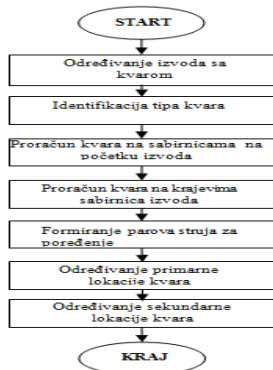 START
Određivanje izvoda sa
kvarom
Identifikacija tipa kvara
Proračun kvara na sabirnicama na
početku izvoda
Proračun kvara na krajevima
sabirnica izvoda
Formiranje parova struja za
poređenje
Određivanje primarne
lokacije kvara
Određivanje sekundarne
lokacije kvara
KRAJ